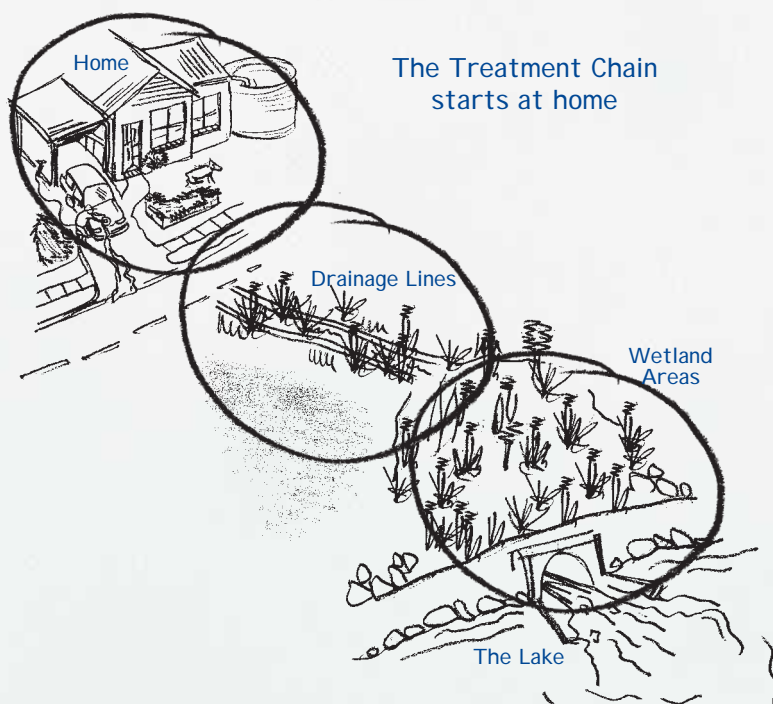 Home
The Treatment Chain
starts at home
Drainage Lines
Wetland
Areas
The Lake